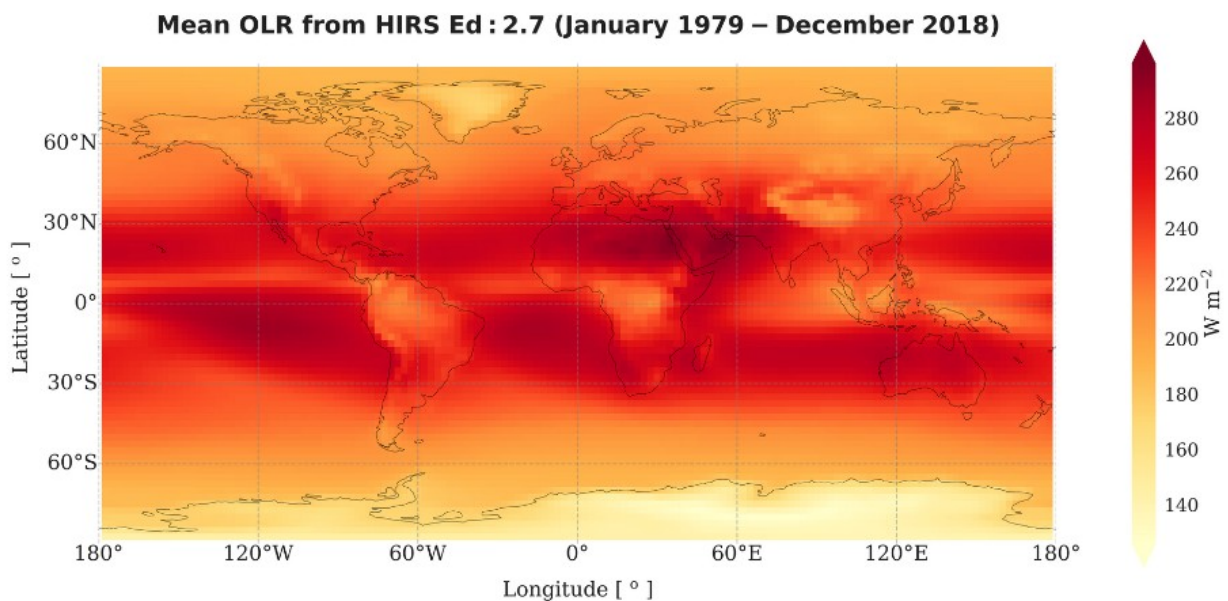 Mean OLR from HIRS Ed : 2.7 (January 1979 − December 2018)
60°N
30°N
0°
30°S
60°S
Latitude [ ° ]
180°
120°W
60°W
0°
60°E
120°E
180°
Longitude [ ° ]
280
260
240
220
200
180
160
140
W m⁻²